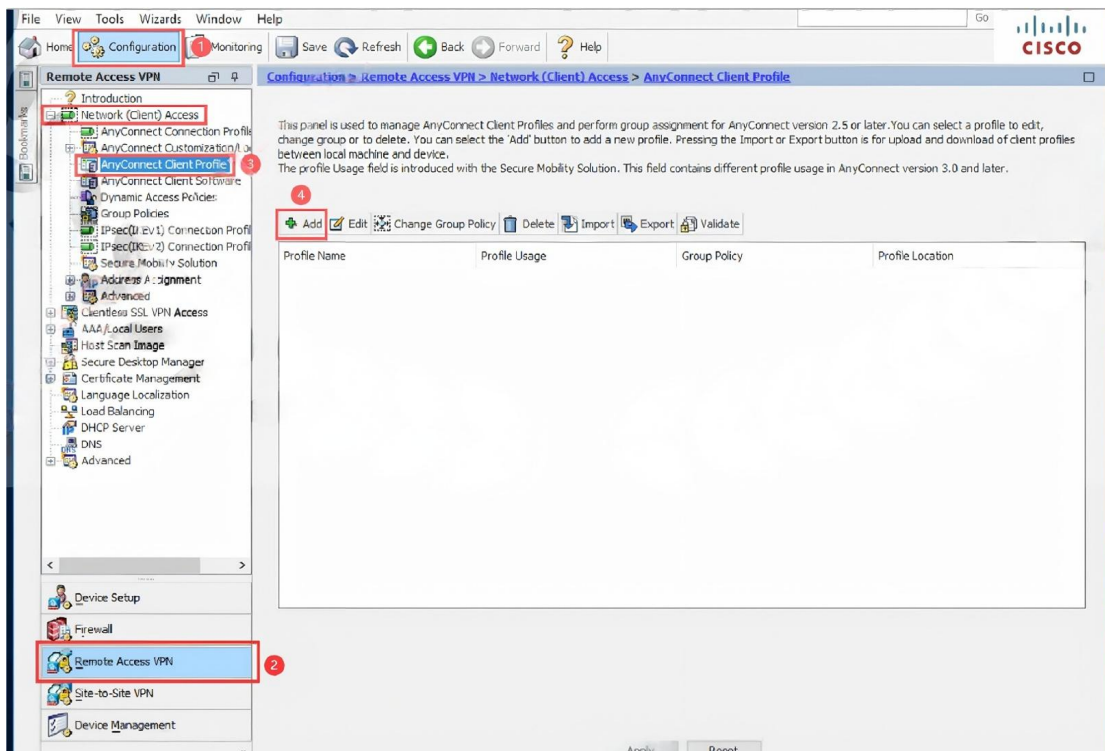 File View Tools Wizards Window Help
Go
Home Configuration 1 Monitoring Save Refresh Back Forward Help
CISCO
Bookmarks
Remote Access VPN
Configuration > Remote Access VPN > Network (Client) Access > AnyConnect Client Profile
Introduction
Network (Client) Access
AnyConnect Connection Profile
AnyConnect Customization/Lo
AnyConnect Client Profile 3
AnyConnect Client Software
Dynamic Access Policies
Group Policies
IPsec(IKEv1) Connection Profil
IPsec(IKEv2) Connection Profil
Secure Mobility Solution
Address Assignment
Advanced
Clientless SSL VPN Access
AAA/Local Users
Host Scan Image
Secure Desktop Manager
Certificate Management
Language Localization
Load Balancing
DHCP Server
DNS
Advanced
This panel is used to manage AnyConnect Client Profiles and perform group assignment for AnyConnect version 2.5 or later.You can select a profile to edit,
change group or to delete. You can select the 'Add' button to add a new profile. Pressing the Import or Export button is for upload and download of client profiles
between local machine and device.
The profile Usage field is introduced with the Secure Mobility Solution. This field contains different profile usage in AnyConnect version 3.0 and later.
4
Add Edit Change Group Policy Delete Import Export Validate
Profile Name Profile Usage Group Policy Profile Location
Device Setup
Firewall
Remote Access VPN 2
Site-to-Site VPN
Device Management
Apply Reset